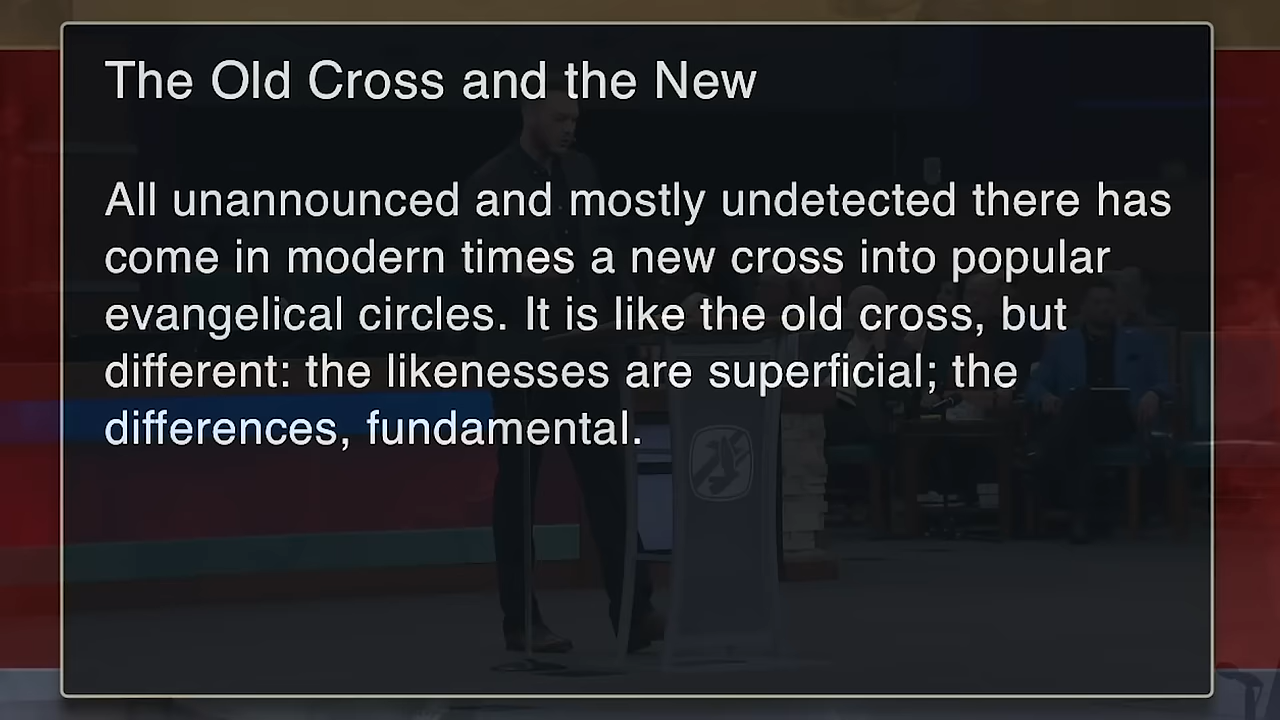 The Old Cross and the New
All unannounced and mostly undetected there has
come in modern times a new cross into popular
evangelical circles. It is like the old cross, but
different: the likenesses are superficial; the
differences, fundamental.